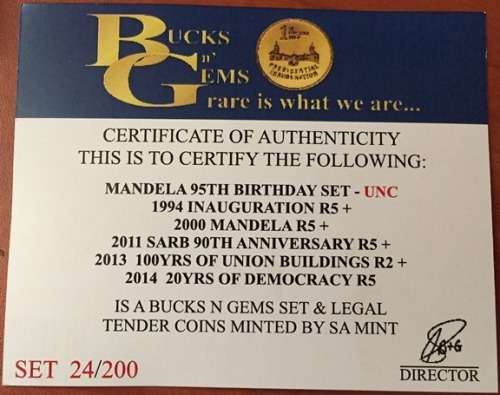 BUCKS
n'
GEMS
rare is what we are...
1st
PRESIDENTIAL
INAUGURATION
CERTIFICATE OF AUTHENTICITY
THIS IS TO CERTIFY THE FOLLOWING:
MANDELA 95TH BIRTHDAY SET - UNC
1994 INAUGURATION R5 +
2000 MANDELA R5 +
2011 SARB 90TH ANNIVERSARY R5 +
2013 100YRS OF UNION BUILDINGS R2 +
2014 20YRS OF DEMOCRACY R5
IS A BUCKS N GEMS SET & LEGAL
TENDER COINS MINTED BY SA MINT
B+G
SET 24/200
DIRECTOR